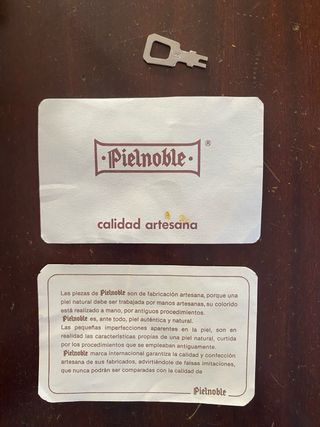 ·Pielnoble·®
calidad artesana
Las piezas de Pielnoble son de fabricación artesana, porque una
piel natural debe ser trabajada por manos artesanas, su colorido
está realizado a mano, por antiguos procedimientos.
Pielnoble es, ante todo, piel auténtica y natural.
Las pequeñas imperfecciones aparentes en la piel, son en
realidad las características propias de una piel natural, curtida
por los procedimientos que se empleaban antiguamente.
Pielnoble marca internacional garantiza la calidad y confección
artesana de sus fabricados, advirtiéndole de falsas imitaciones,
que nunca podrán ser comparadas con la calidad de
Pielnoble